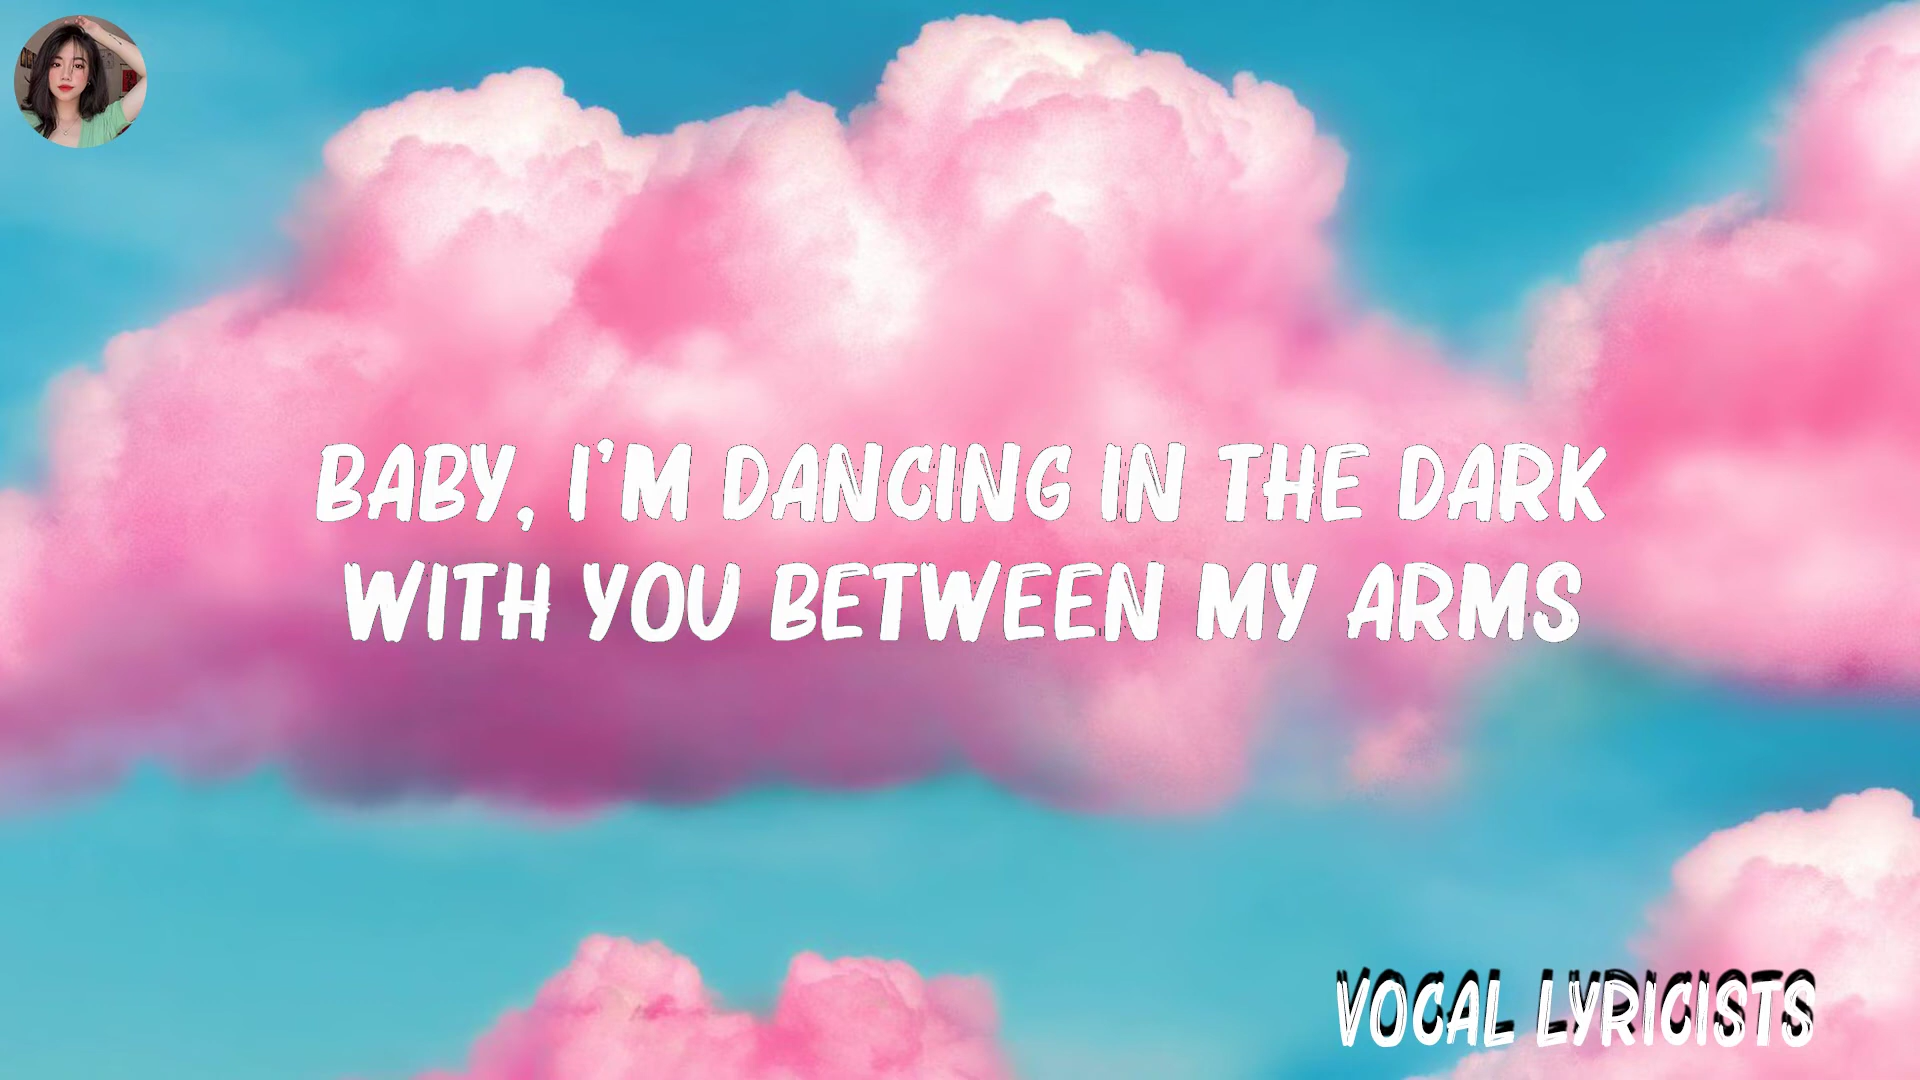 BABY, I'M DANCING IN THE DARK
WITH YOU BETWEEN MY ARMS
VOCAL LYRICISTS